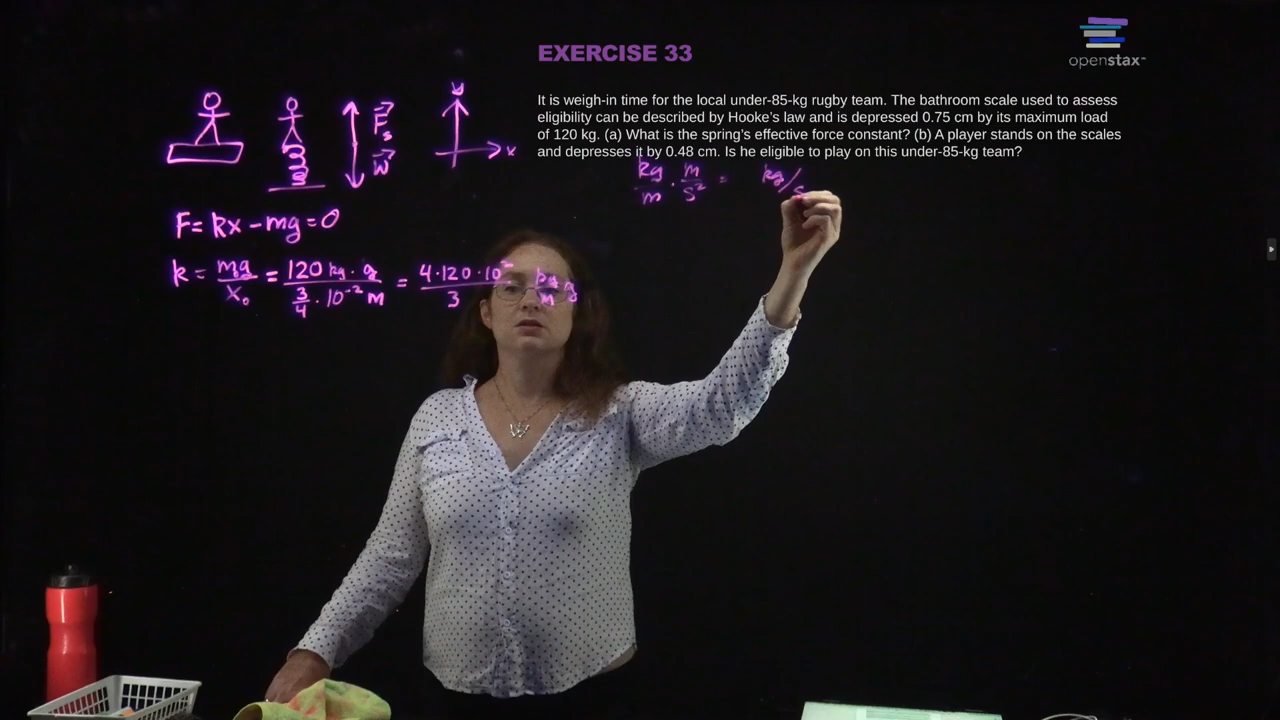 EXERCISE 33
openstax
It is weigh-in time for the local under-85-kg rugby team. The bathroom scale used to assess
eligibility can be described by Hooke's law and is depressed 0.75 cm by its maximum load
of 120 kg. (a) What is the spring's effective force constant? (b) A player stands on the scales
and depresses it by 0.48 cm. Is he eligible to play on this under-85-kg team?
F⃗s
w⃗
y
x
kg/m · m/s² = kg/s
F = kx - mg = 0
k = mg/x₀ = 120 kg · g / (3/4 · 10⁻² m) = 4·120·10² / 3 kg/m g